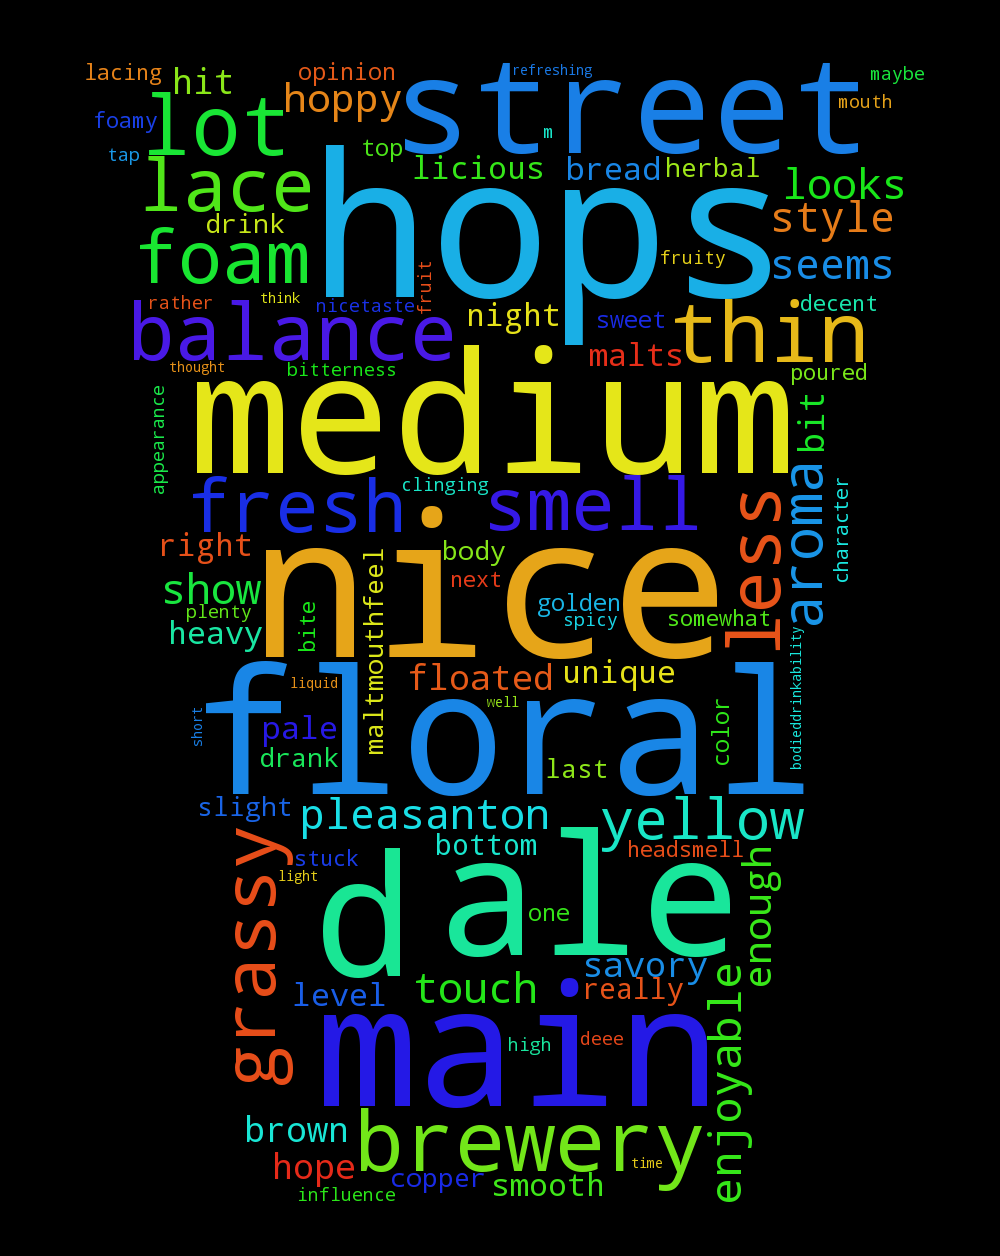 lacing
hit
opinion
refreshing
maybe
hoppy
street
mouth
foamy
lot
tap
top
m
licious
bread
herbal
looks
lace
hops
style
drink
foam
fruity
seems
fruit
rather
think
nicetaste
night
sweet
thin
decent
balance
malts
thought
bitterness
poured
medium
appearance
bit
clinging
fresh
smell
aroma
character
less
right
nice
body
next
show
plenty
heavy
bite
maltmouthfeel
golden
spicy
somewhat
floated
unique
liquid
well
floral
short
pale
drank
color
bodieddrinkability
last
slight
pleasanton
yellow
bottom
headsmell
stuck
light
d
ale
one
enough
grassy
savory
level
touch
really
main
high
deee
enjoyable
brown
brewery
hope
time
copper
smooth
influence